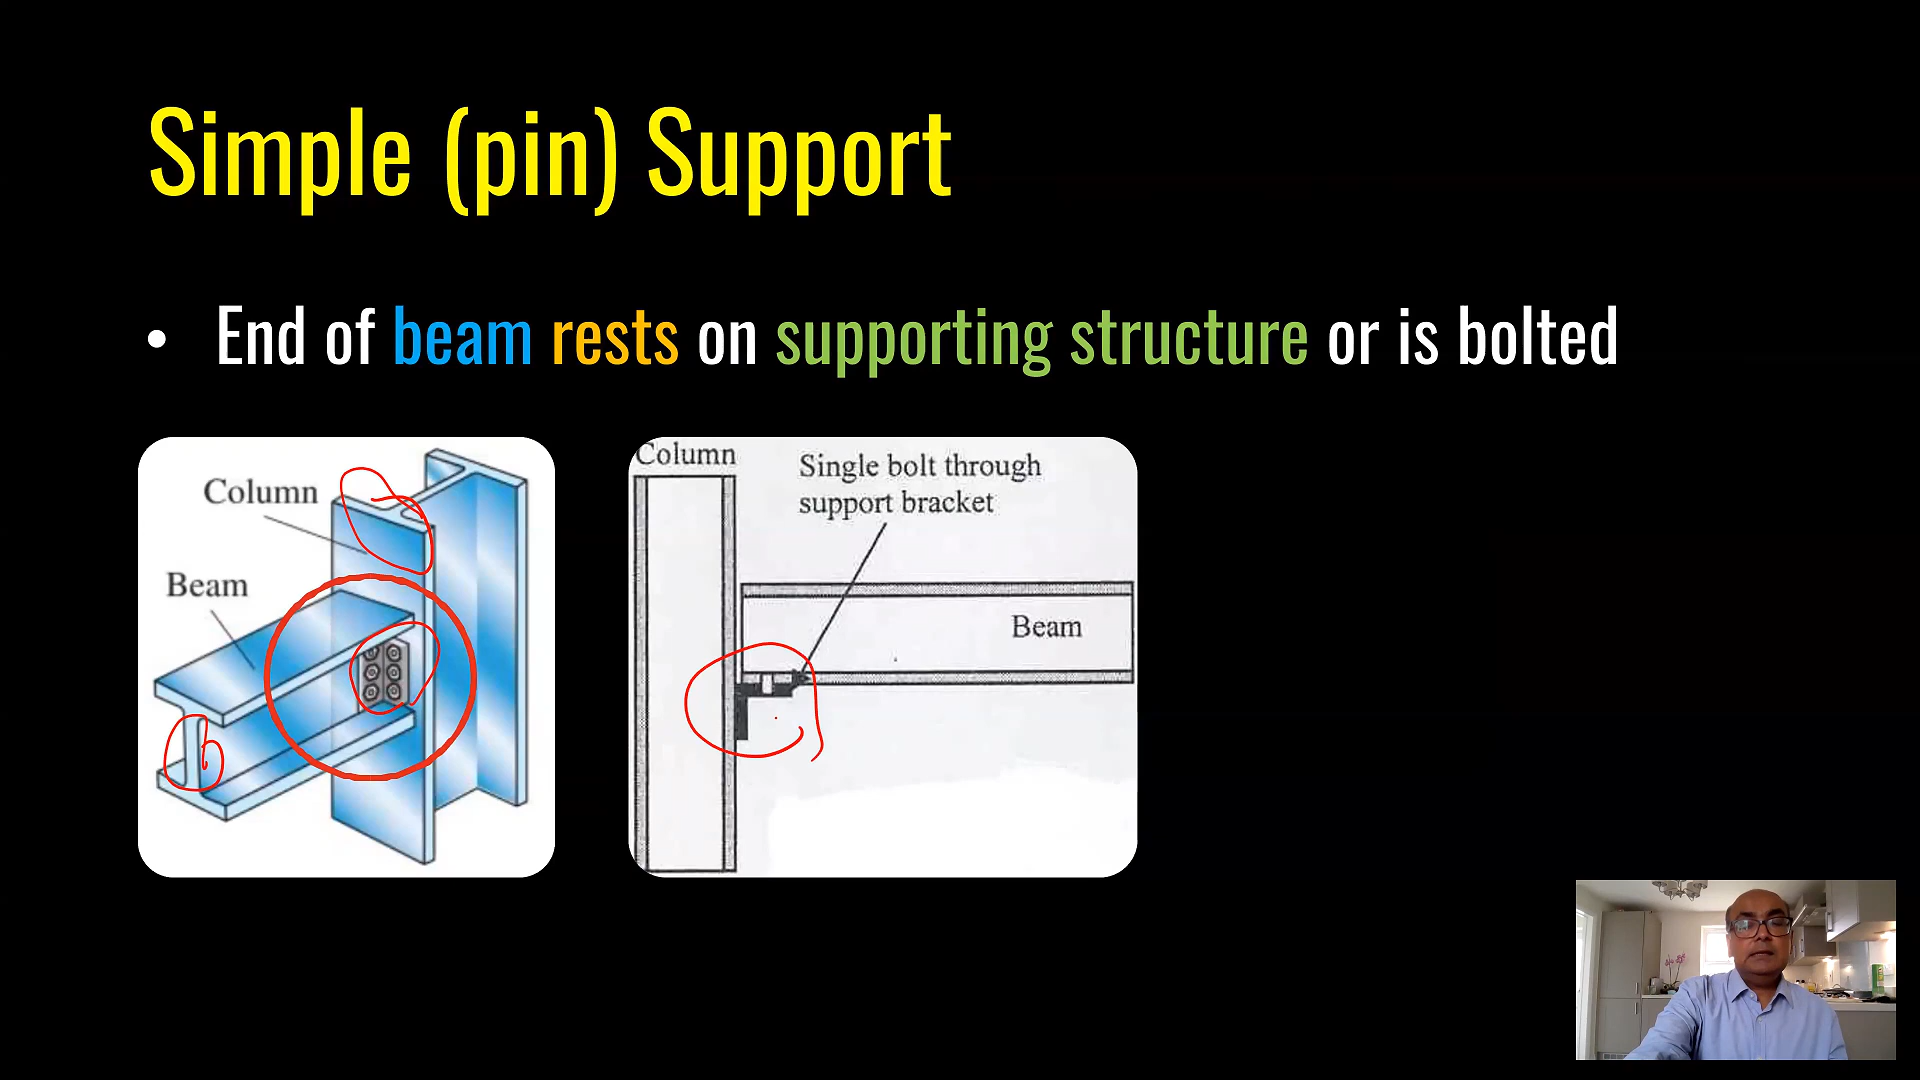 Simple (pin) Support
• End of beam rests on supporting structure or is bolted
Column
Beam
Column
Single bolt through
support bracket
Beam